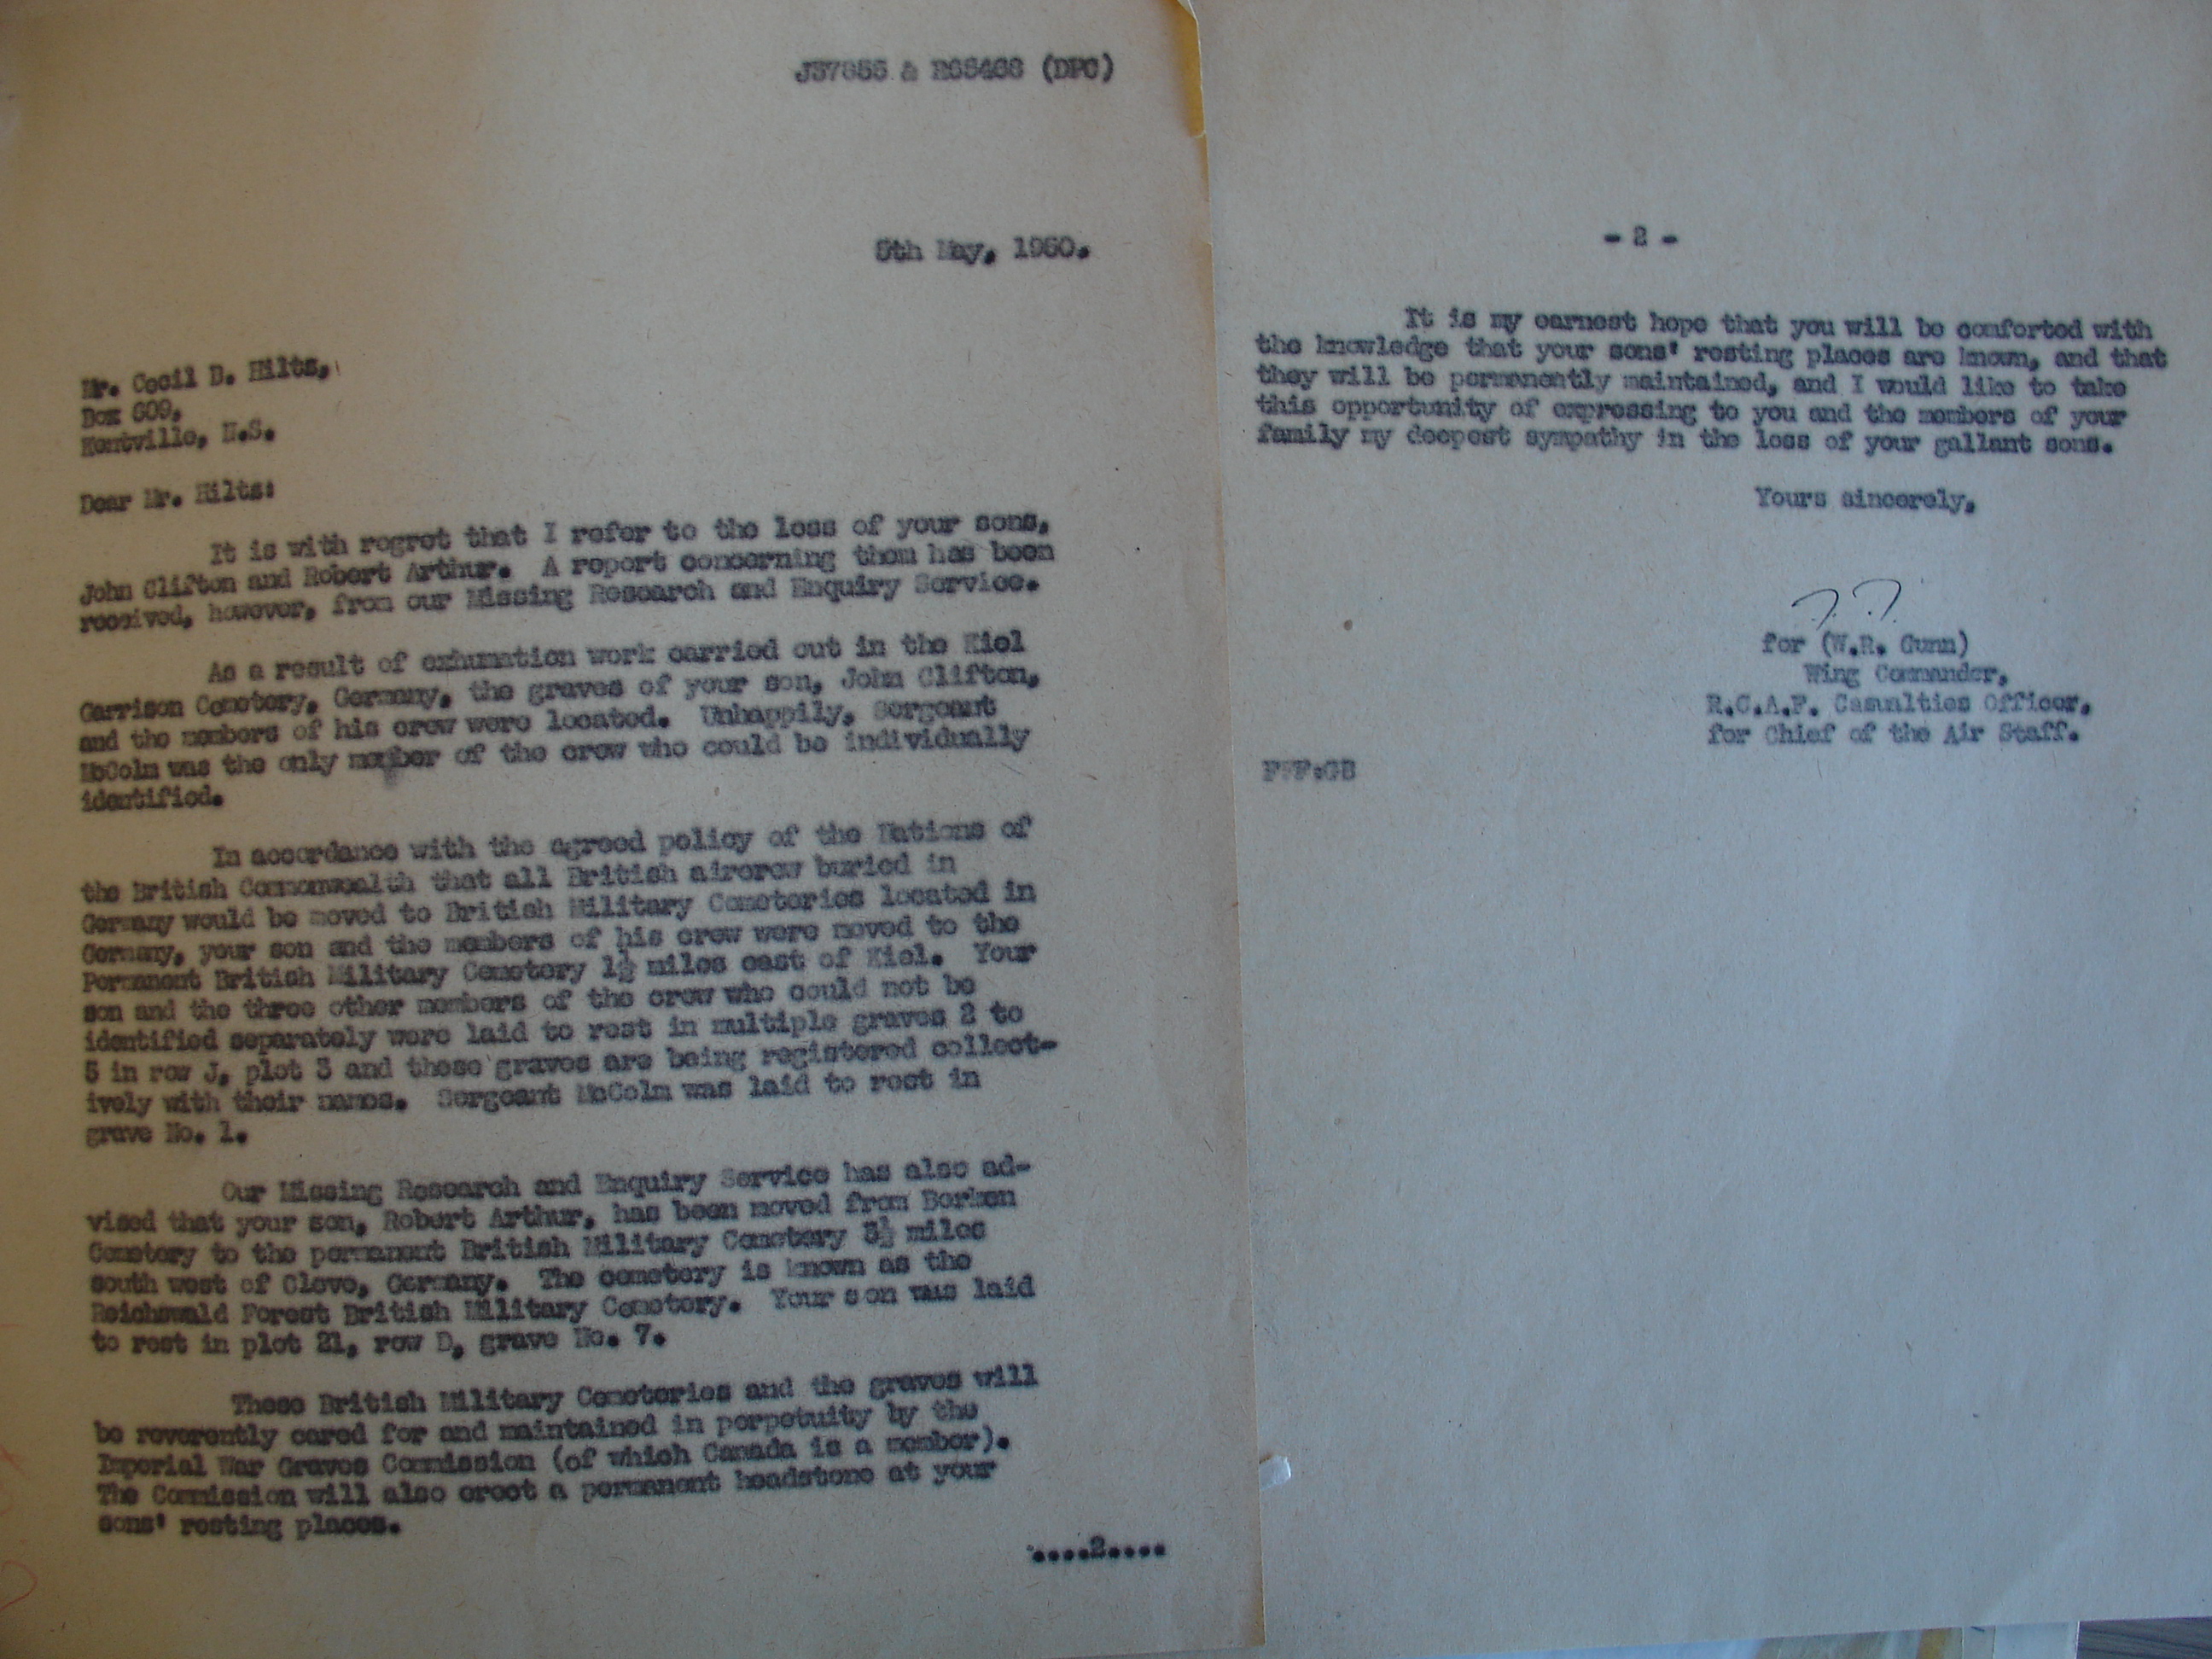 (DPC)
5th May, 1950.
Mr. Cecil B. Hilts,
Box 609,
Kentville, N.S.
Dear Mr. Hilts:
It is with regret that I refer to the loss of your sons,
John Clifton and Robert Arthur. A report concerning them has been
received, however, from our Missing Research and Enquiry Service.
As a result of exhumation work carried out in the Kiel
Garrison Cemetery, Germany, the graves of your son, John Clifton,
and the members of his crew were located. Unhappily, Sergeant
McColm was the only member of the crew who could be individually
identified.
In accordance with the agreed policy of the Nations of
the British Commonwealth that all British aircrew buried in
Germany would be moved to British Military Cemeteries located in
Germany, your son and the members of his crew were moved to the
Permanent British Military Cemetery 1½ miles east of Kiel. Your
son and the three other members of the crew who could not be
identified separately were laid to rest in multiple graves 2 to
5 in row J, plot 3 and these graves are being registered collect-
ively with their names. Sergeant McColm was laid to rest in
grave No. 1.
Our Missing Research and Enquiry Service has also ad-
vised that your son, Robert Arthur, has been moved from Borken
Cemetery to the permanent British Military Cemetery 3½ miles
south west of Cleve, Germany. The cemetery is known as the
Reichswald Forest British Military Cemetery. Your son was laid
to rest in plot 21, row D, grave No. 7.
These British Military Cemeteries and the graves will
be reverently cared for and maintained in perpetuity by the
Imperial War Graves Commission (of which Canada is a member).
The Commission will also erect a permanent headstone at your
sons' resting places.
....2....
- 2 -
It is my earnest hope that you will be comforted with
the knowledge that your sons' resting places are known, and that
they will be permanently maintained, and I would like to take
this opportunity of expressing to you and the members of your
family my deepest sympathy in the loss of your gallant sons.
Yours sincerely,
for (W.R. Gunn)
Wing Commander,
R.C.A.F. Casualties Officer,
for Chief of the Air Staff.